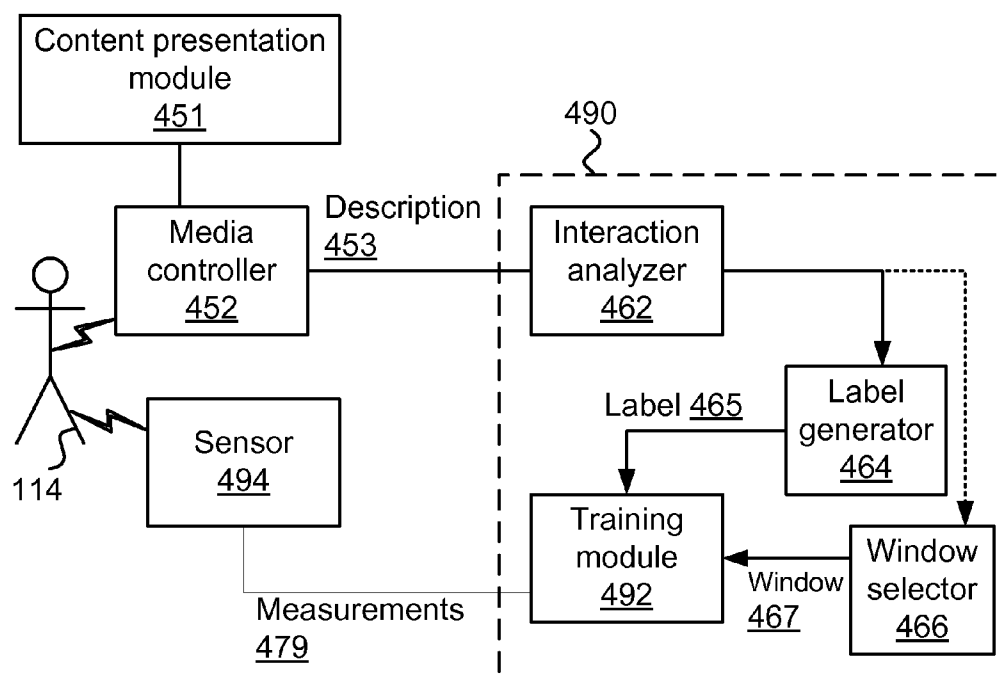 Content presentation
module
451
490
Description
453
Media
controller
452
Interaction
analyzer
462
Label 465
Label
generator
464
Sensor
494
114
Training
module
492
Window
467
Window
selector
466
Measurements
479